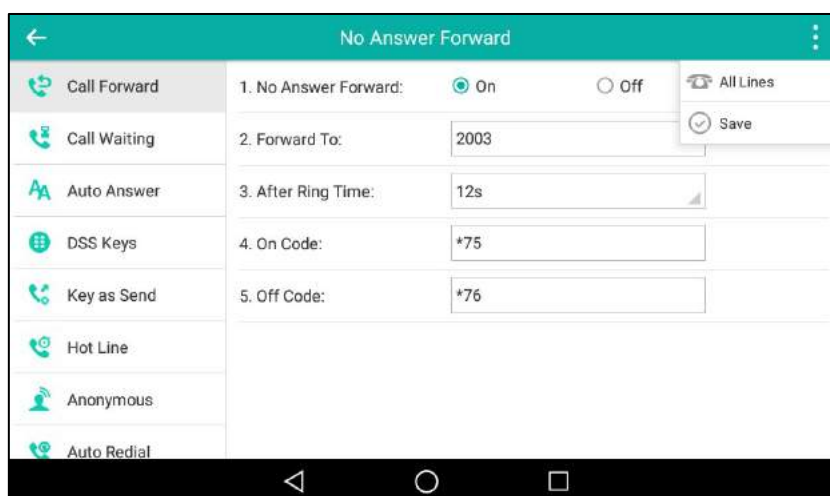 No Answer Forward
Call Forward
Call Waiting
Auto Answer
DSS Keys
Key as Send
Hot Line
Anonymous
Auto Redial
1. No Answer Forward: On Off
2. Forward To: 2003
3. After Ring Time: 12s
4. On Code: *75
5. Off Code: *76
All Lines
Save